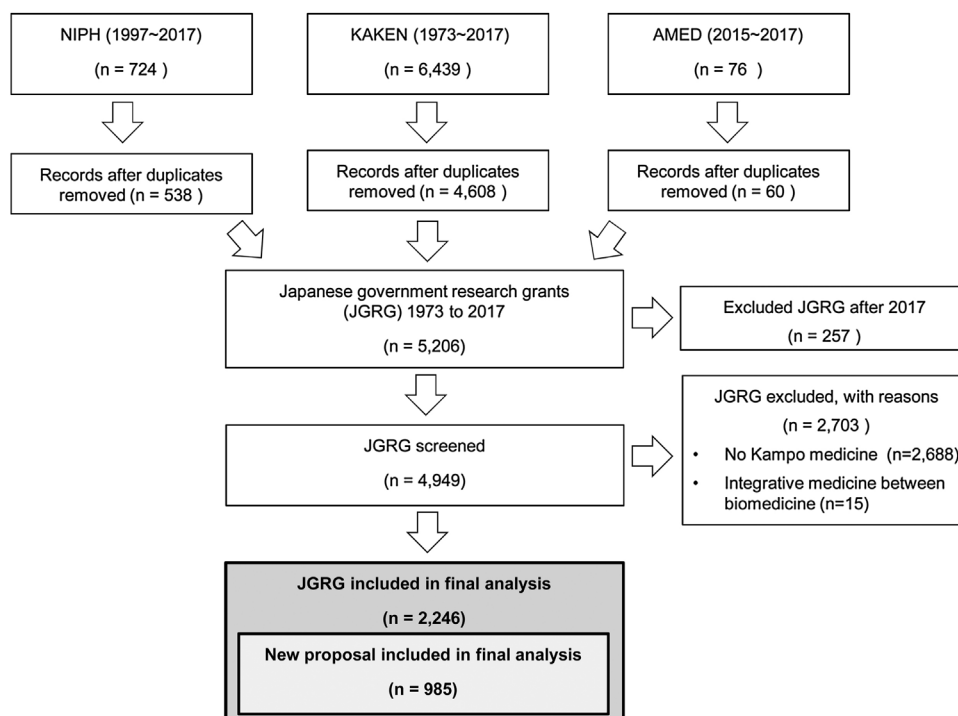 NIPH (1997~2017)
(n = 724 )
KAKEN (1973~2017)
(n = 6,439 )
AMED (2015~2017)
(n = 76  )
Records after duplicates
removed (n = 538 )
Records after duplicates
removed (n = 4,608 )
Records after duplicates
removed (n = 60 )
Japanese government research grants
(JGRG) 1973 to 2017
(n = 5,206 )
Excluded JGRG after 2017
(n = 257 )
JGRG screened
(n = 4,949 )
JGRG excluded, with reasons
(n = 2,703 )
• No Kampo medicine (n=2,688)
• Integrative medicine between
biomedicine (n=15)
JGRG included in final analysis
(n = 2,246 )
New proposal included in final analysis
(n = 985)